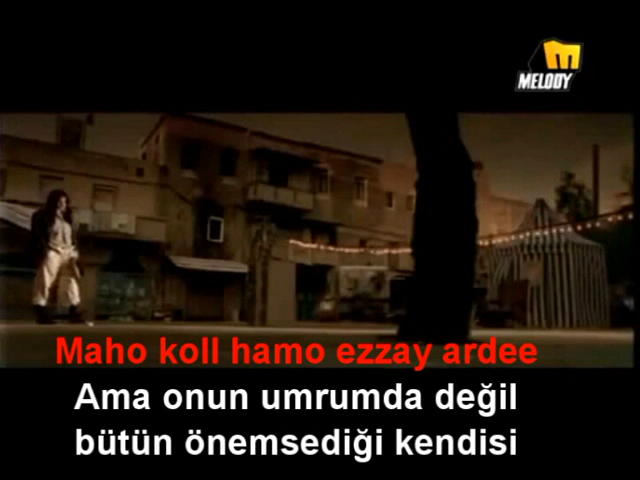 MELODY
Maho koll hamo ezzay ardee
Ama onun umrumda değil
bütün önemsediği kendisi